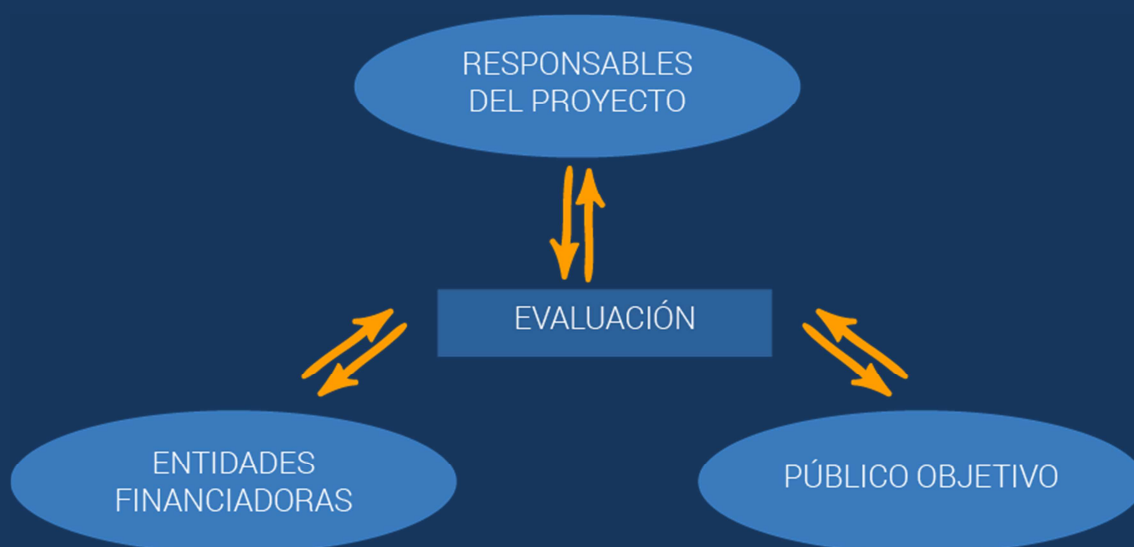 RESPONSABLES
DEL PROYECTO
EVALUACIÓN
ENTIDADES
FINANCIADORAS
PÚBLICO OBJETIVO